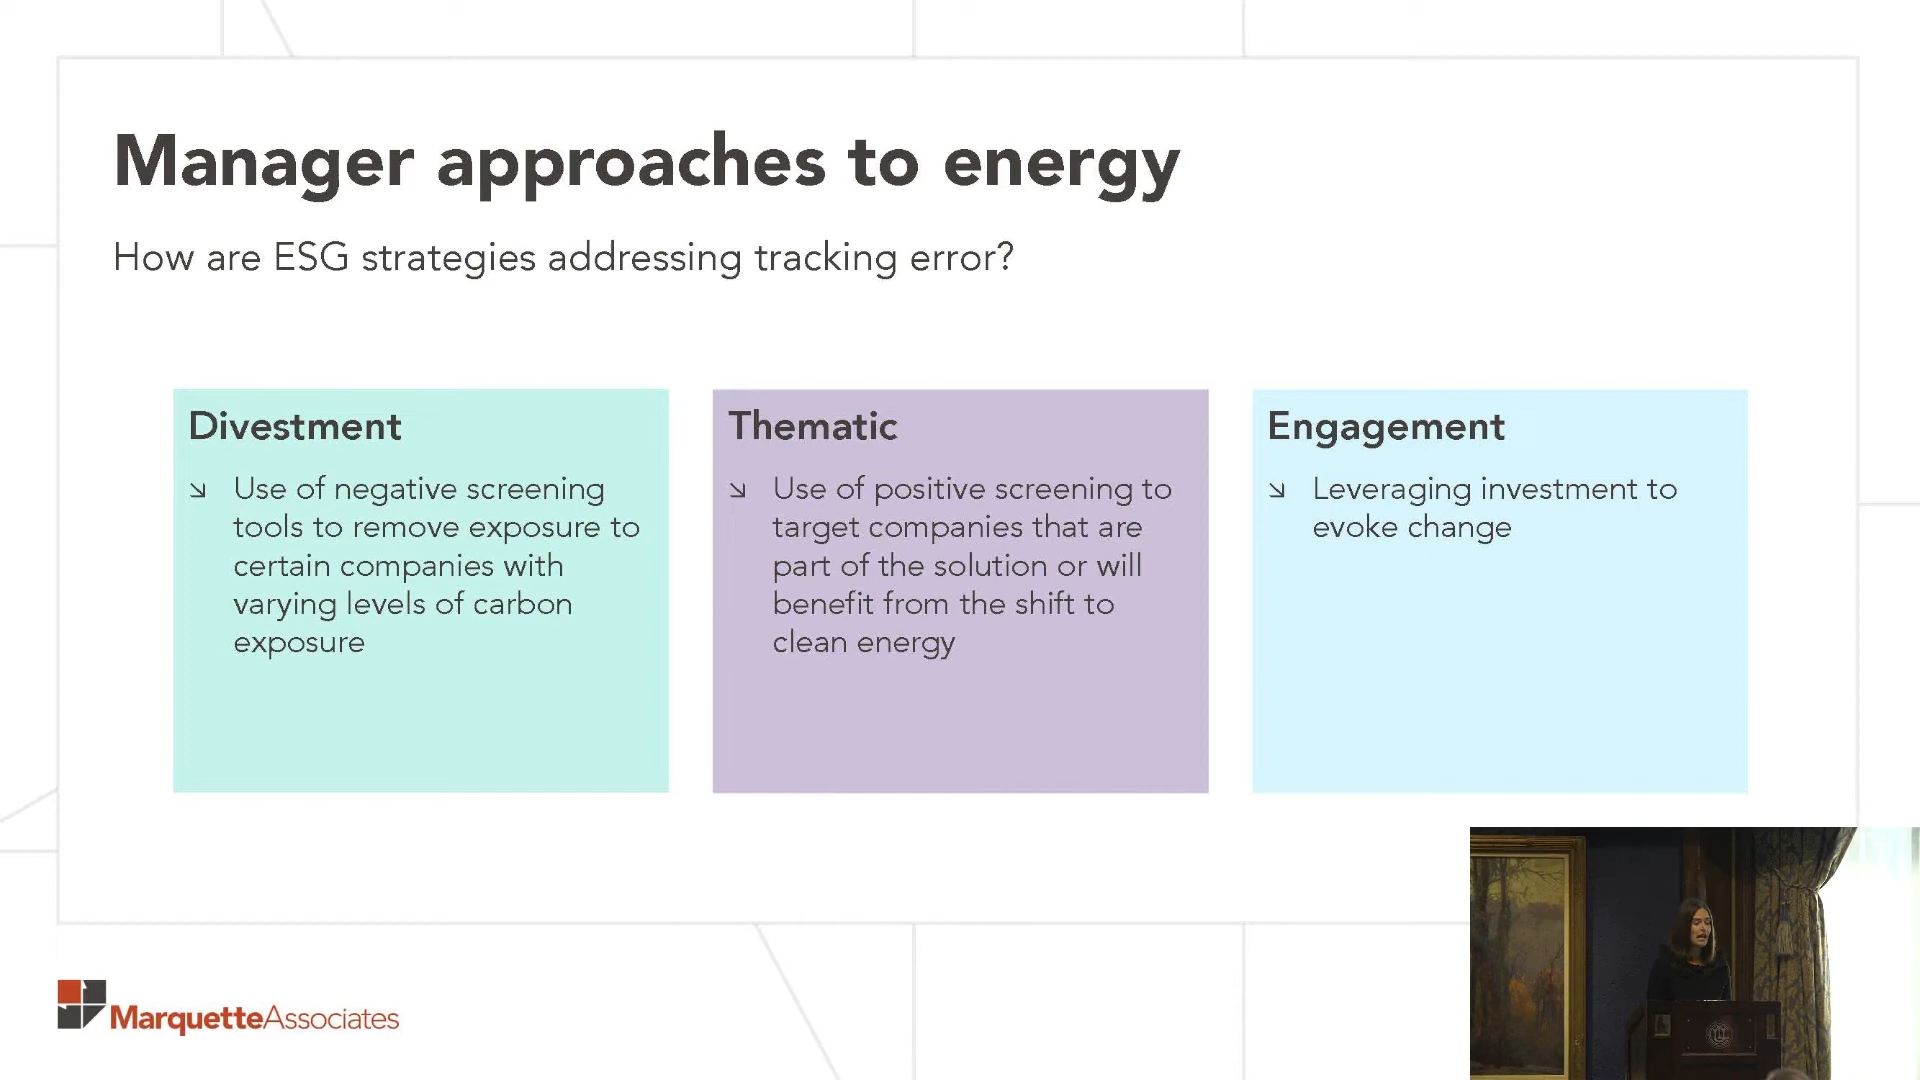 Manager approaches to energy
How are ESG strategies addressing tracking error?
Divestment
Use of negative screening
tools to remove exposure to
certain companies with
varying levels of carbon
exposure
Thematic
Use of positive screening to
target companies that are
part of the solution or will
benefit from the shift to
clean energy
Engagement
Leveraging investment to
evoke change
MarquetteAssociates